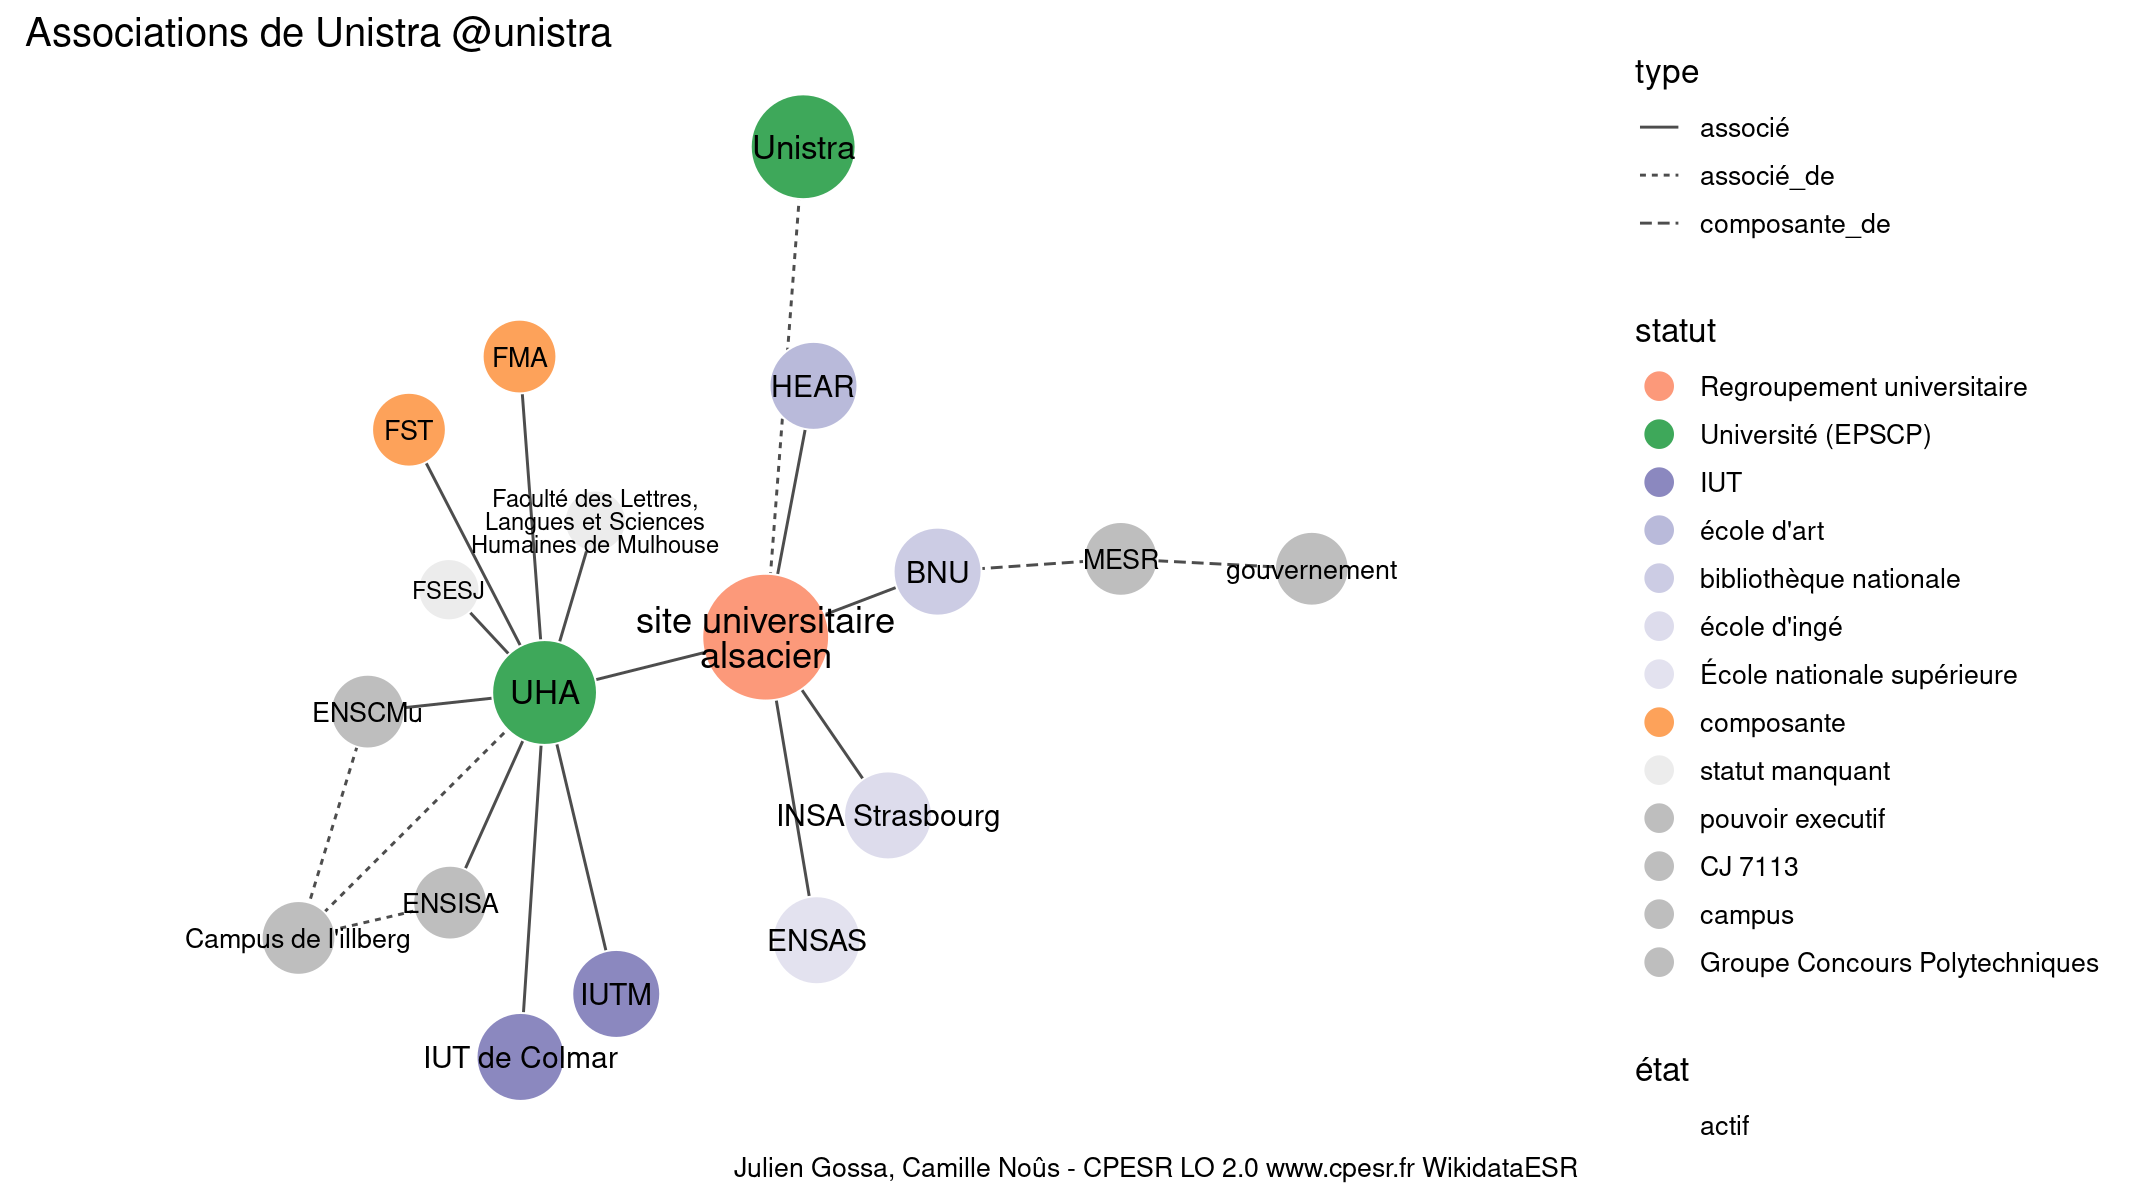 Associations de Unistra @unistra
Unistra
FMA
HEAR
FST
Faculté des Lettres,
Langues et Sciences
Humaines de Mulhouse
FSESJ
BNU
MESR
gouvernement
site universitaire
alsacien
UHA
ENSCMu
INSA Strasbourg
ENSISA
Campus de l'illberg
ENSAS
IUTM
IUT de Colmar
type
associé
associé_de
composante_de
statut
Regroupement universitaire
Université (EPSCP)
IUT
école d'art
bibliothèque nationale
école d'ingé
École nationale supérieure
composante
statut manquant
pouvoir executif
CJ 7113
campus
Groupe Concours Polytechniques
état
actif
Julien Gossa, Camille Noûs - CPESR LO 2.0 www.cpesr.fr WikidataESR